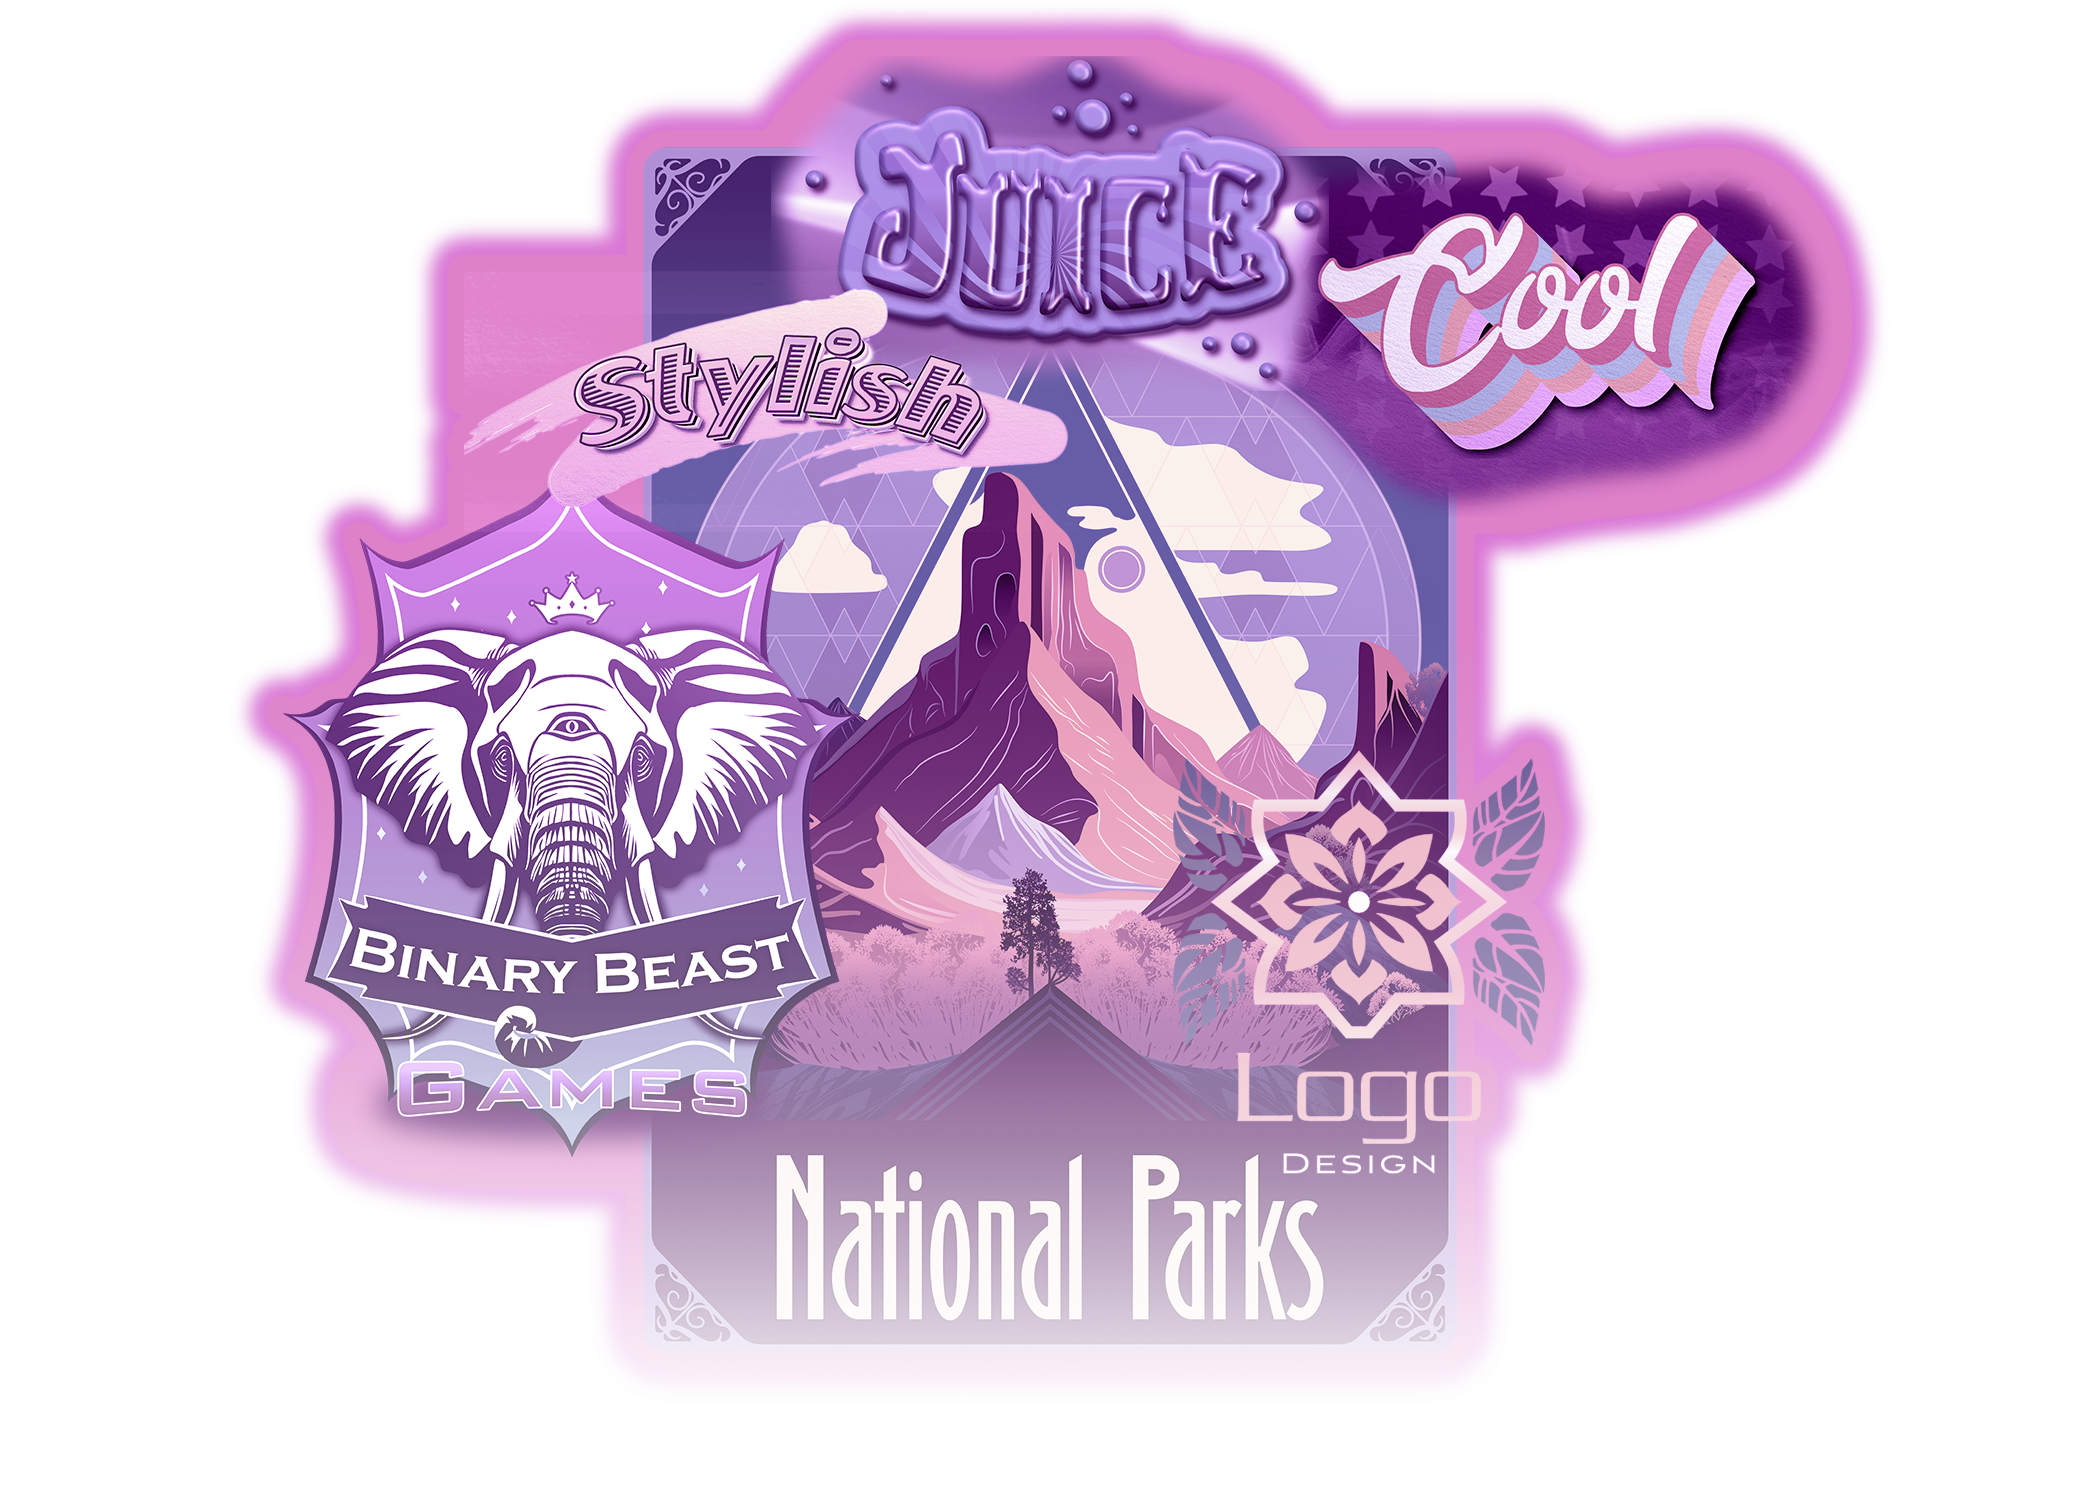 JUICE
Cool
Stylish
BINARY BEAST
GAMES
Logo
DESIGN
National Parks